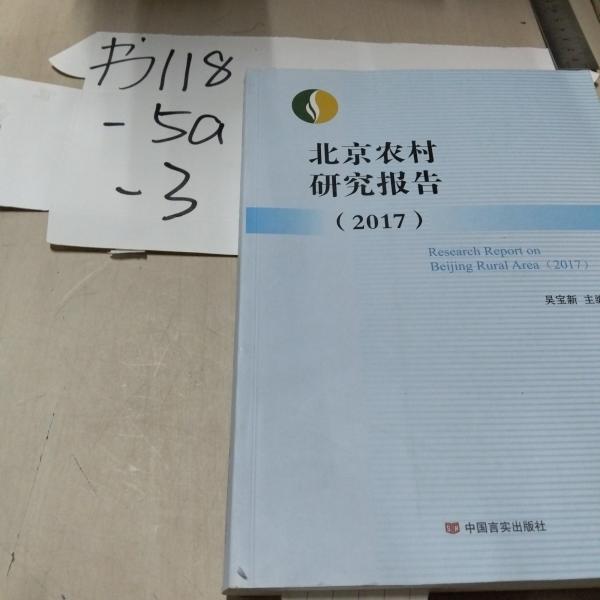 书118
-5a
-3
北京农村
研究报告
(2017)
Research Report on
Beijing Rural Area (2017)
吴宝新 主编
中国言实出版社